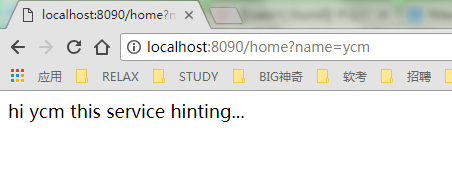 localhost:8090/home?n
localhost:8090/home?name=ycm
应用 RELAX STUDY BIG神奇 软考 招聘
hi ycm this service hinting...